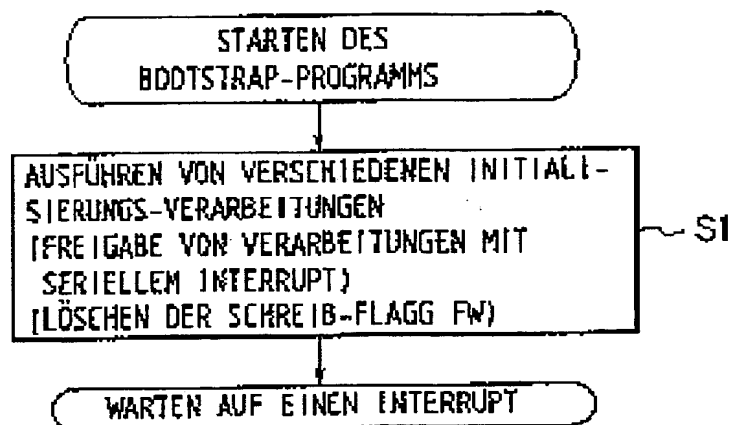 STARTEN DES
BOOTSTRAP-PROGRAMMS
AUSFÜHREN VON VERSCHIEDENEN INITIALI-
SIERUNGS-VERARBEITUNGEN
(FREIGABE VON VERARBEITUNGEN MIT
SERIELLEM INTERRUPT)
(LÖSCHEN DER SCHREIB-FLAGG FW)
S1
WARTEN AUF EINEN INTERRUPT